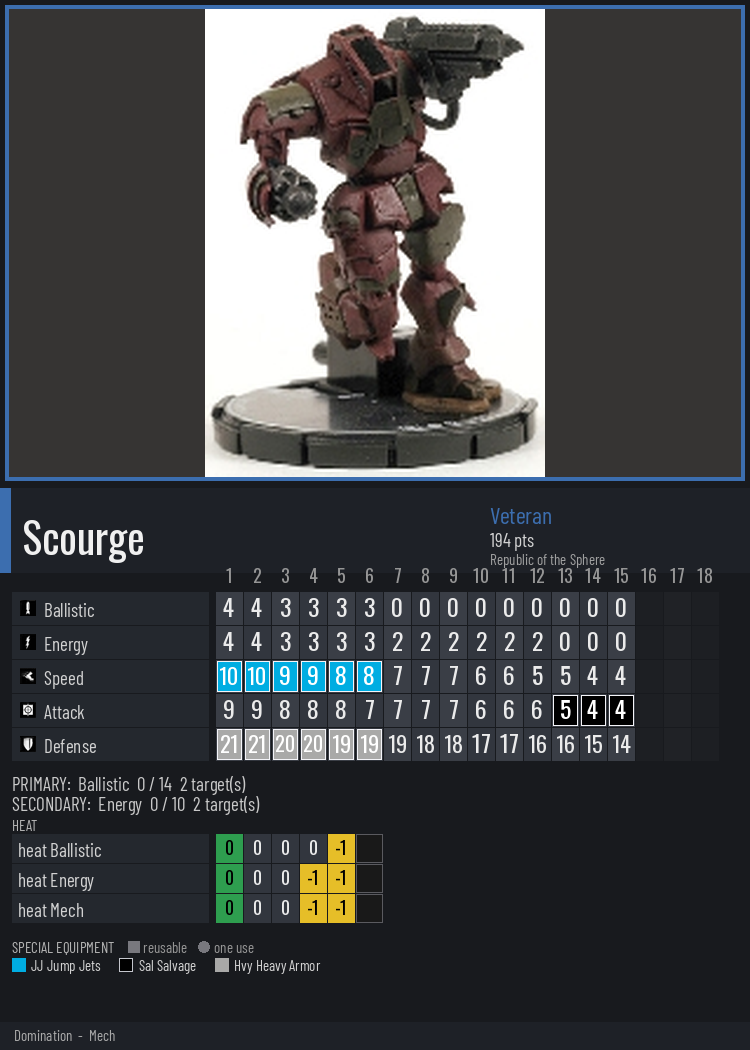 Scourge
Veteran
194 pts
Republic of the Sphere
1 2 3 4 5 6 7 8 9 10 11 12 13 14 15 16 17 18
Ballistic 4 4 3 3 3 3 0 0 0 0 0 0 0 0 0
Energy 4 4 3 3 3 3 2 2 2 2 2 2 0 0 0
Speed 10 10 9 9 8 8 7 7 7 6 6 5 5 4 4
Attack 9 9 8 8 8 7 7 7 7 6 6 6 5 4 4
Defense 21 21 20 20 19 19 19 18 18 17 17 16 16 15 14
PRIMARY: Ballistic 0 / 14 2 target(s)
SECONDARY: Energy 0 / 10 2 target(s)
HEAT
heat Ballistic 0 0 0 0 -1
heat Energy 0 0 0 -1 -1
heat Mech 0 0 0 -1 -1
SPECIAL EQUIPMENT reusable one use
JJ Jump Jets Sal Salvage Hvy Heavy Armor
Domination - Mech